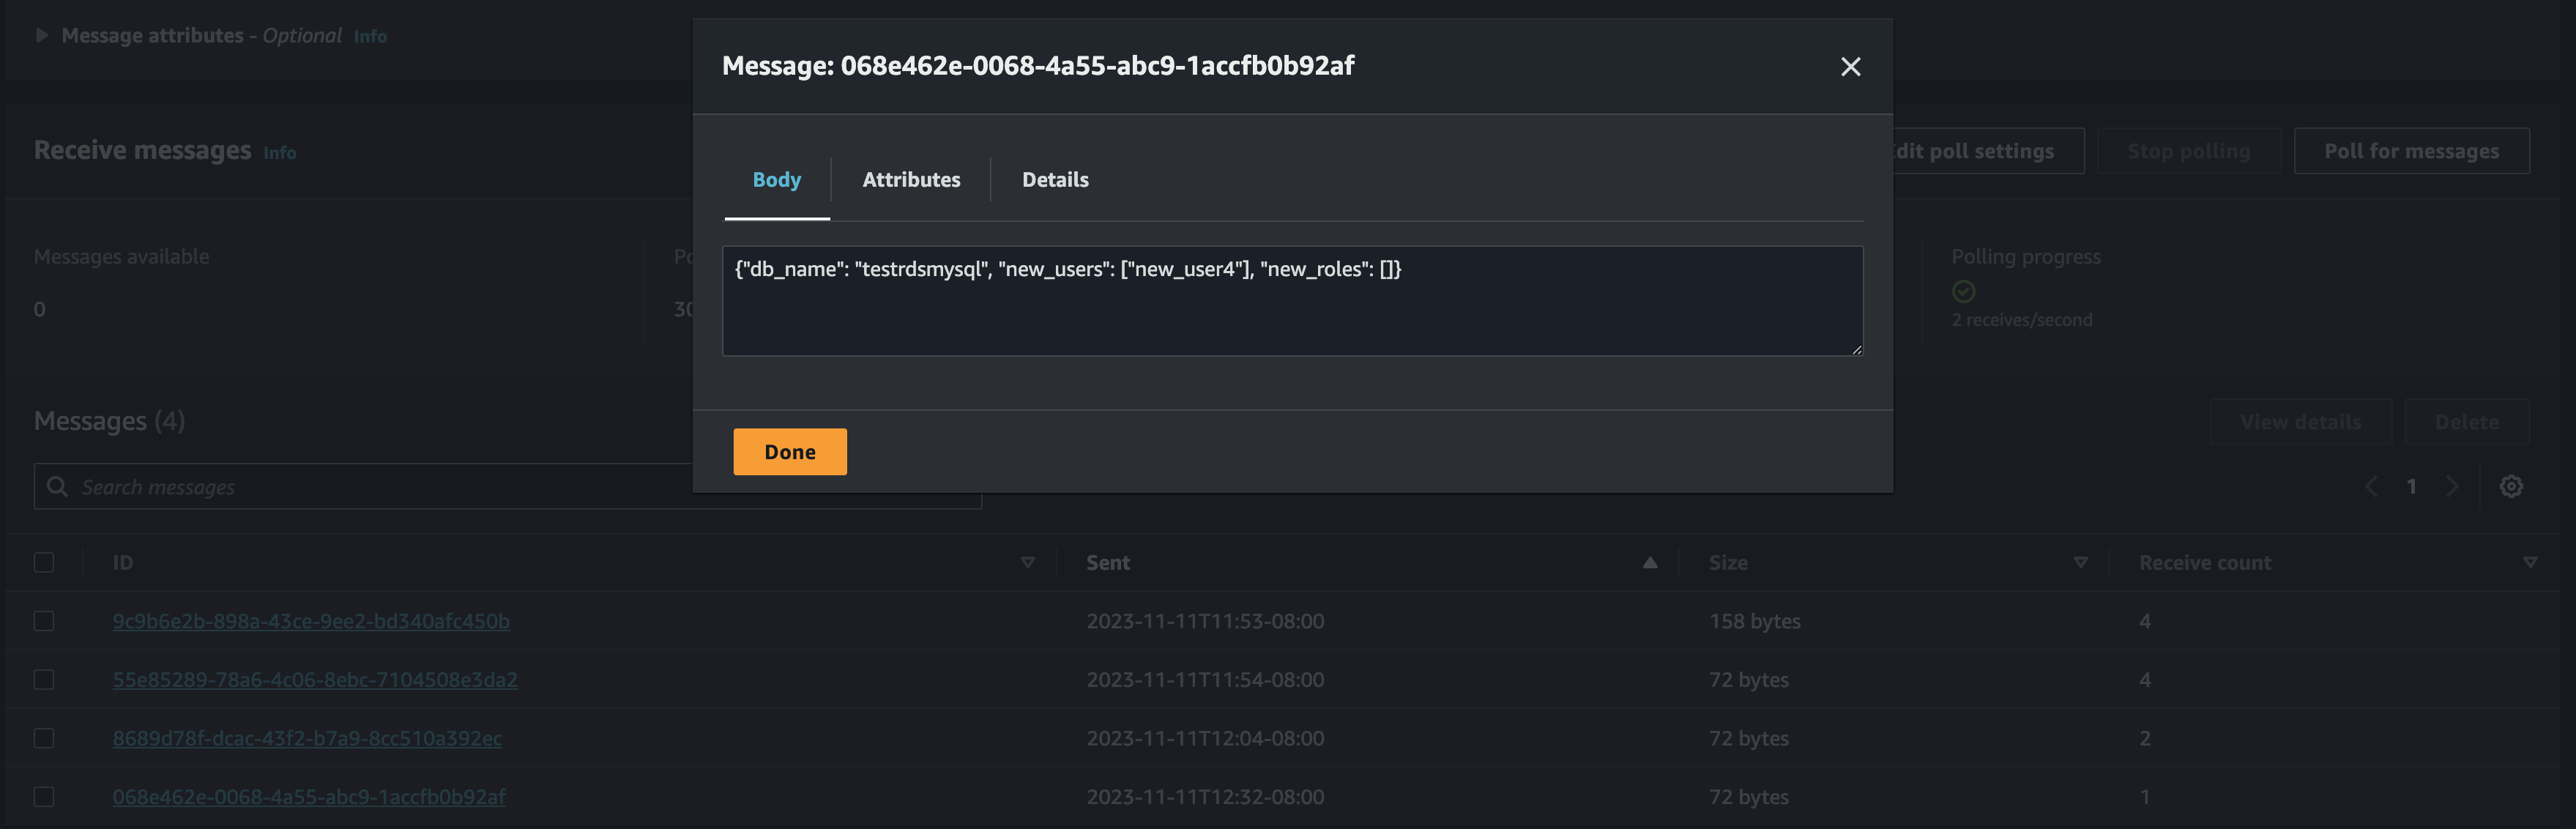 Message attributes - Optional Info
Message: 068e462e-0068-4a55-abc9-1accfb0b92af
Receive messages Info
dit poll settings
Stop polling
Poll for messages
Body
Attributes
Details
Messages available
0
30
{"db_name": "testrdsmysql", "new_users": ["new_user4"], "new_roles": []}
Polling progress
2 receives/second
Messages (4)
View details
Delete
Done
Search messages
1
ID Sent Size Receive count
9c9b6e2b-898a-43ce-9ee2-bd340afc450b 2023-11-11T11:53-08:00 158 bytes 4
55e85289-78a6-4c06-8ebc-7104508e3da2 2023-11-11T11:54-08:00 72 bytes 4
8689d78f-dcac-43f2-b7a9-8cc510a392ec 2023-11-11T12:04-08:00 72 bytes 2
068e462e-0068-4a55-abc9-1accfb0b92af 2023-11-11T12:32-08:00 72 bytes 1